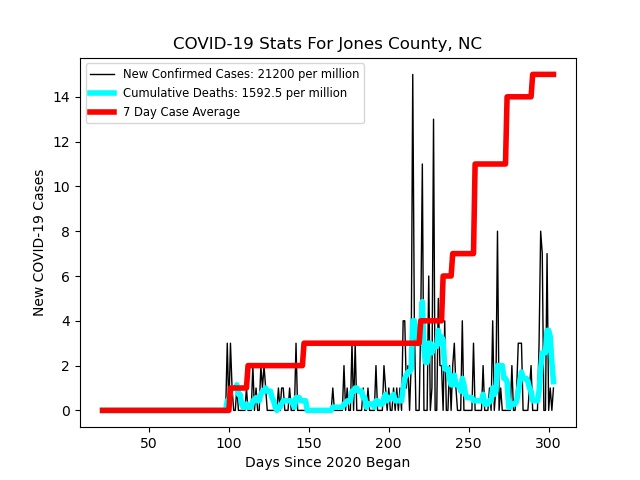 COVID-19 Stats For Jones County, NC
New Confirmed Cases: 21200 per million
Cumulative Deaths: 1592.5 per million
7 Day Case Average
New COVID-19 Cases
14
12
10
8
6
4
2
0
50 100 150 200 250 300
Days Since 2020 Began